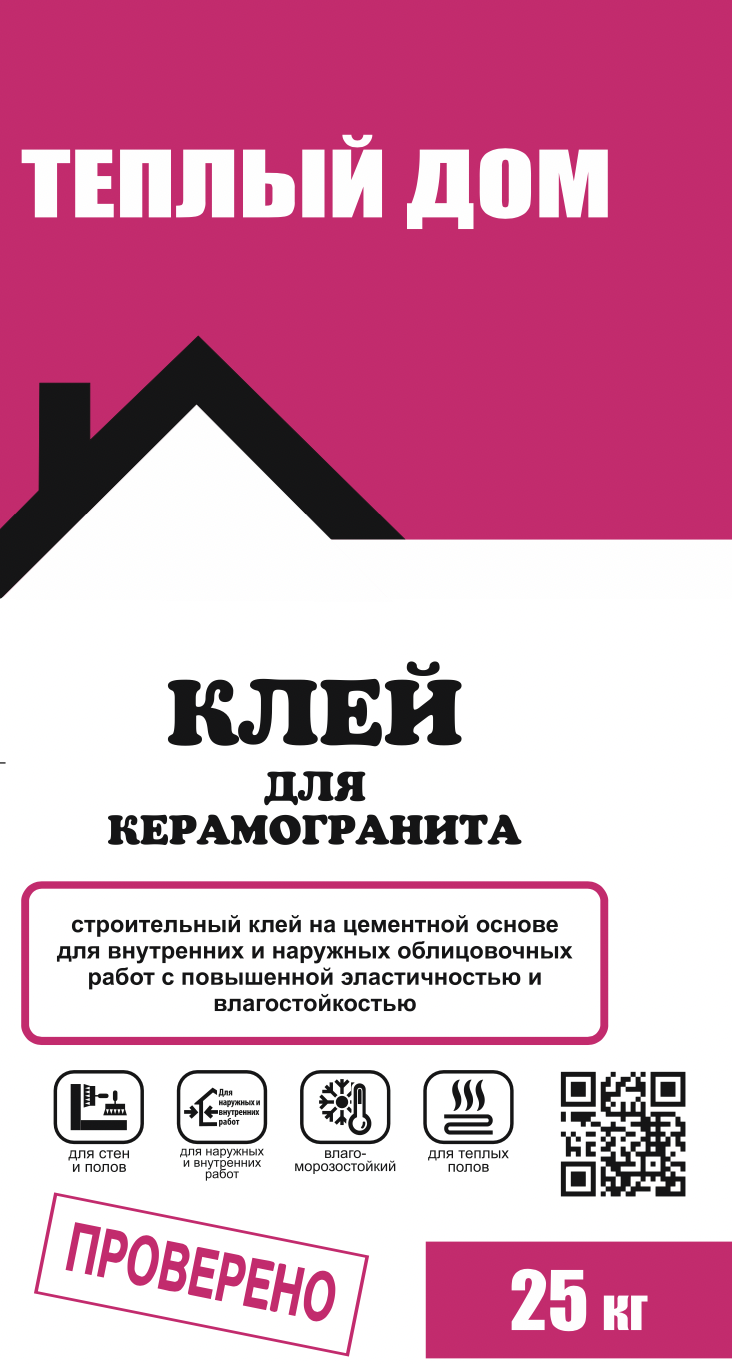 ТЕПЛЫЙ ДОМ
КЛЕЙ
ДЛЯ
КЕРАМОГРАНИТА
строительный клей на цементной основе
для внутренних и наружных облицовочных
работ с повышенной эластичностью и
влагостойкостью
Для
наружных и
внутренних
работ
для стен
и полов
для наружных
и внутренних
работ
влаго-
морозостойкий
для теплых
полов
ПРОВЕРЕНО
25 кг